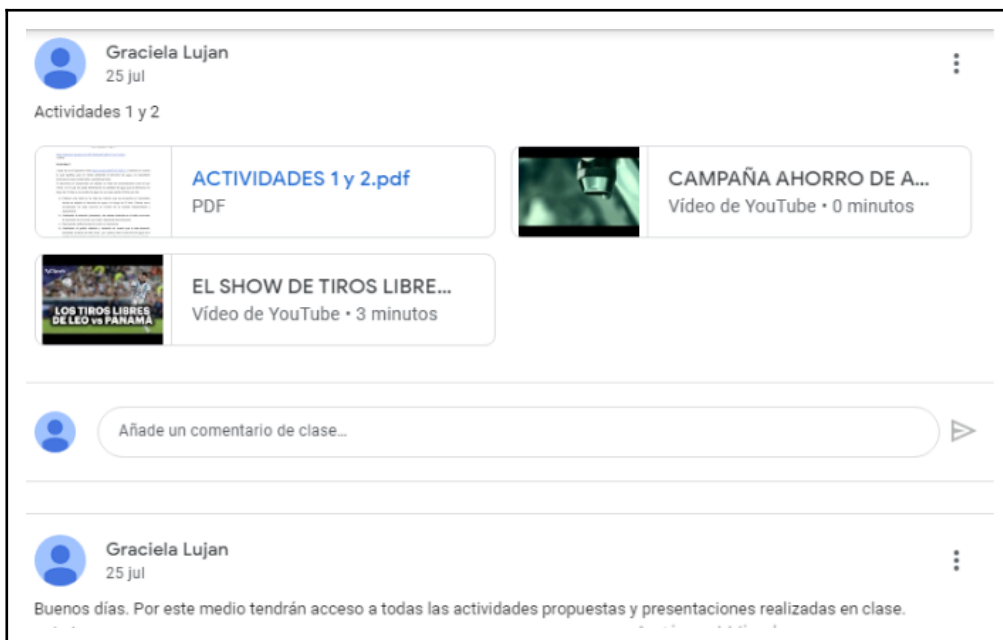 Graciela Lujan
25 jul
Actividades 1 y 2
ACTIVIDADES 1 y 2.pdf
PDF
CAMPAÑA AHORRO DE A...
Vídeo de YouTube • 0 minutos
LOS TIROS LIBRES
DE LEO vs PANAMÁ
EL SHOW DE TIROS LIBRE...
Vídeo de YouTube • 3 minutos
Añade un comentario de clase...
Graciela Lujan
25 jul
Buenos días. Por este medio tendrán acceso a todas las actividades propuestas y presentaciones realizadas en clase.